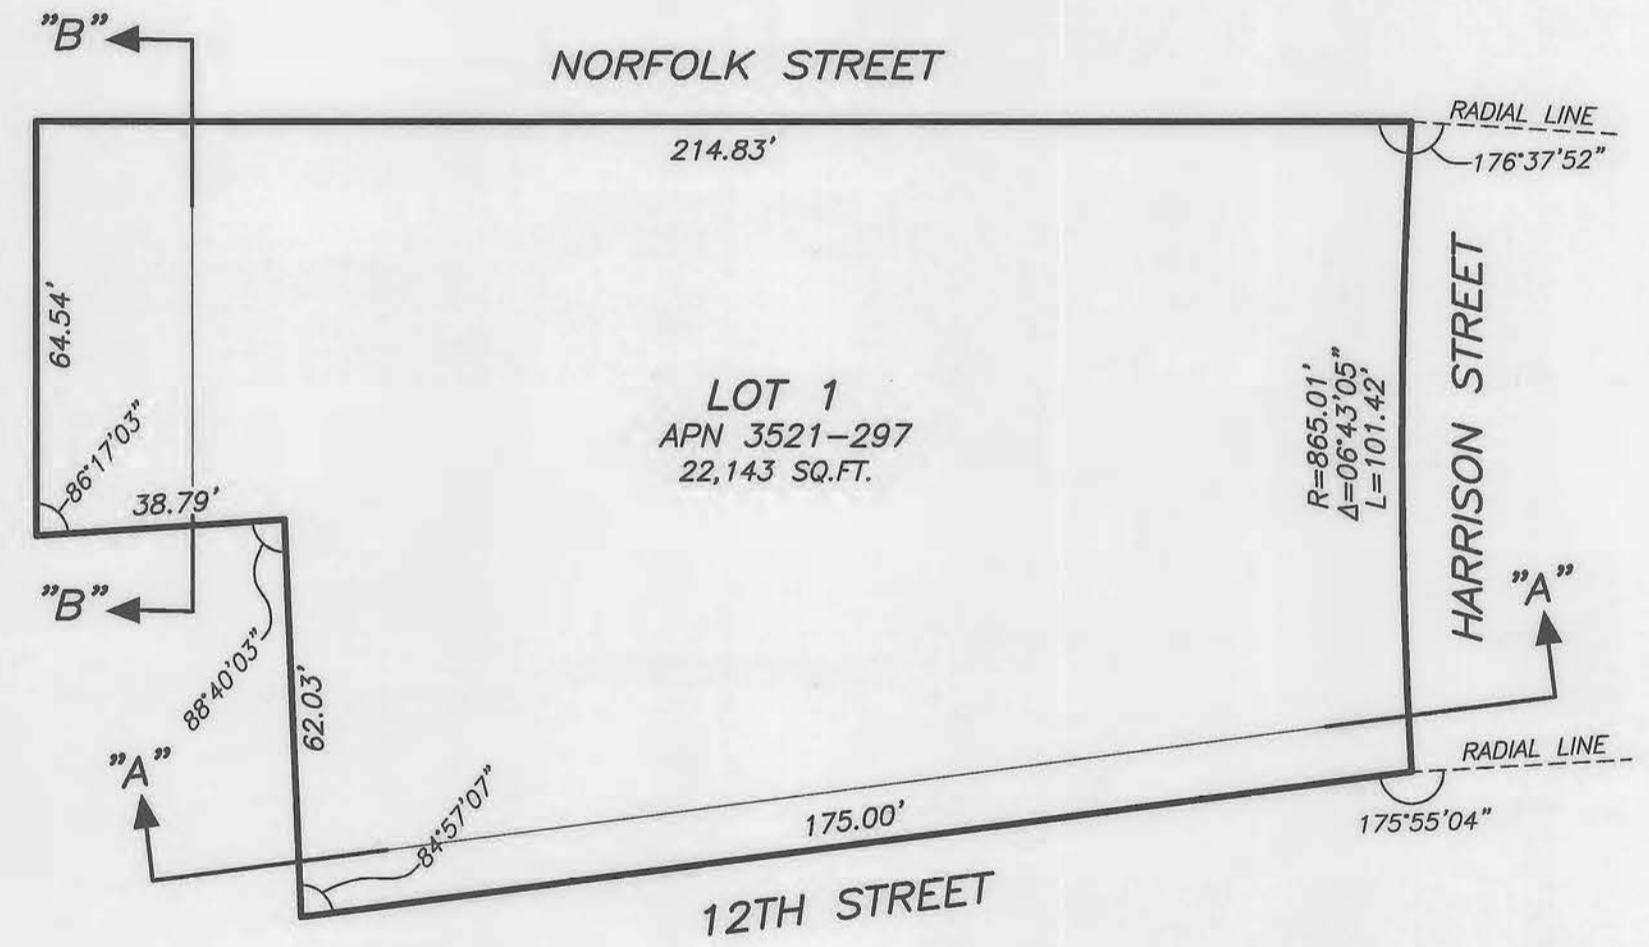 "B"
NORFOLK STREET
RADIAL LINE
214.83'
176°37'52"
64.54'
LOT 1
APN 3521-297
22,143 SQ.FT.
R=865.01'
Δ=06°43'05"
L=101.42'
HARRISON STREET
86°17'03"
38.79'
"B"
"A"
88°40'03"
62.03'
"A"
RADIAL LINE
84°57'07"
175.00'
175°55'04"
12TH STREET